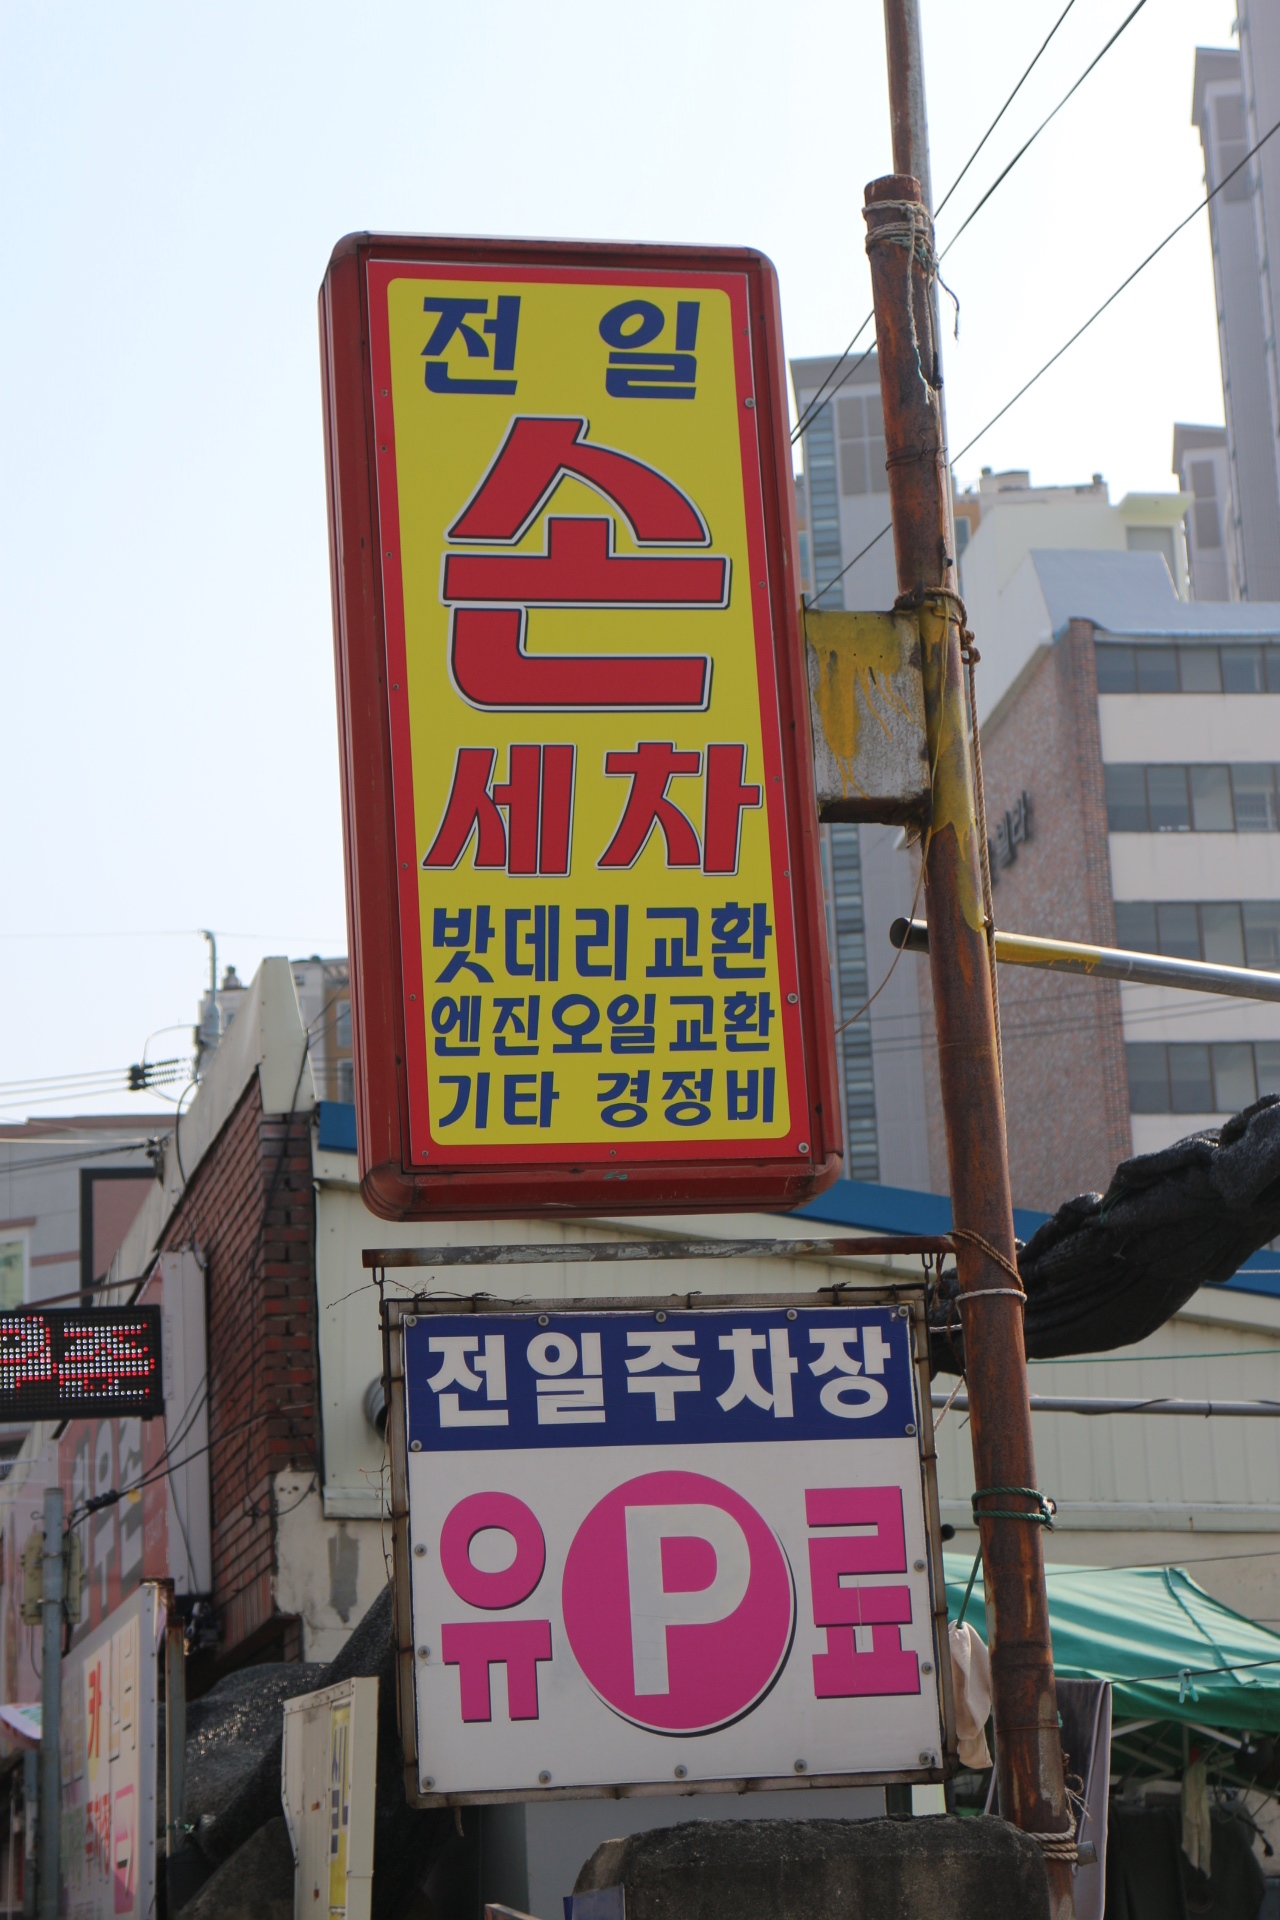 전 일
손
세차
밧데리교환
엔진오일교환
기타 경정비
전일주차장
유 P 료